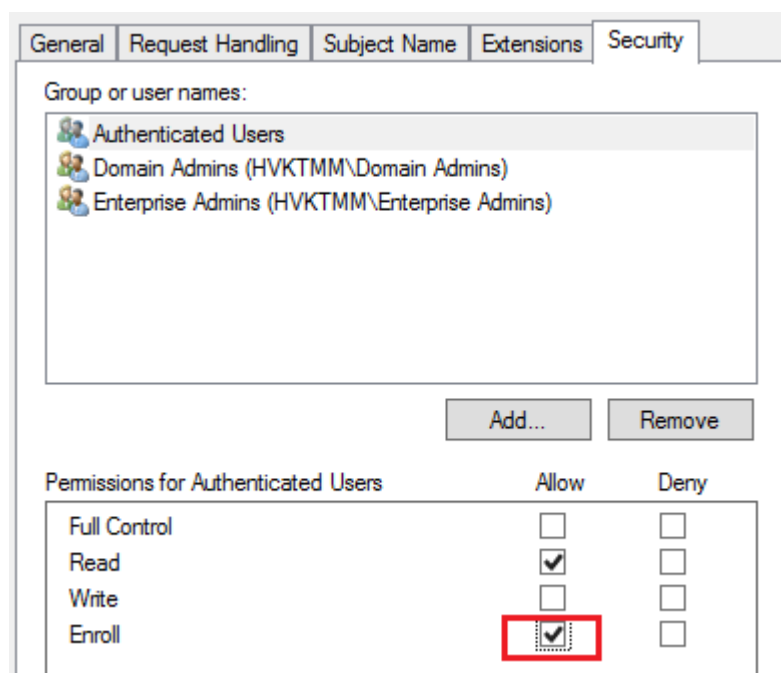 General Request Handling Subject Name Extensions Security
Group or user names:
Authenticated Users
Domain Admins (HVKTMM\Domain Admins)
Enterprise Admins (HVKTMM\Enterprise Admins)
Add... Remove
Permissions for Authenticated Users Allow Deny
Full Control
Read
Write
Enroll